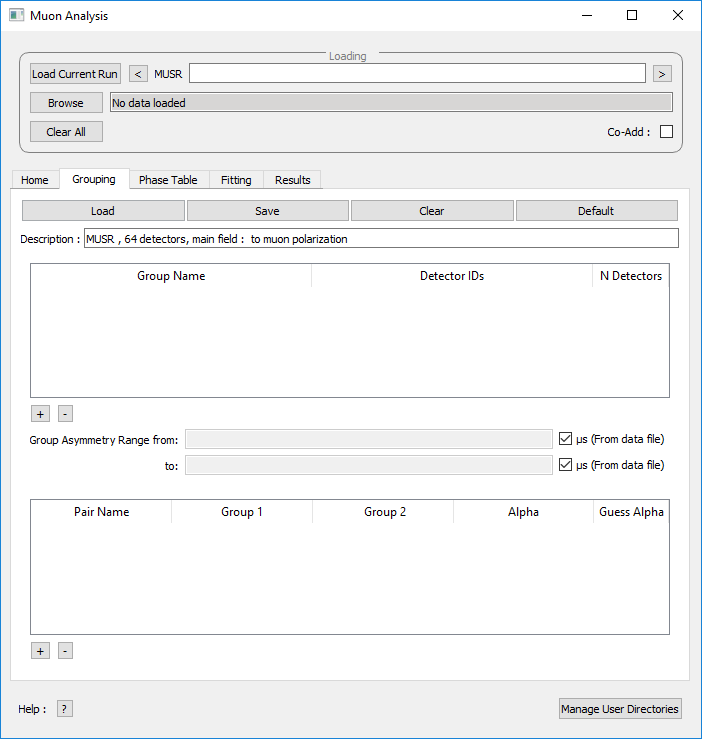 Muon Analysis
Loading
Load Current Run < MUSR >
Browse No data loaded
Clear All Co-Add :
Home Grouping Phase Table Fitting Results
Load Save Clear Default
Description : MUSR , 64 detectors, main field :  to muon polarization
Group Name Detector IDs N Detectors
+ -
Group Asymmetry Range from: µs (From data file)
to: µs (From data file)
Pair Name Group 1 Group 2 Alpha Guess Alpha
+ -
Help : ? Manage User Directories